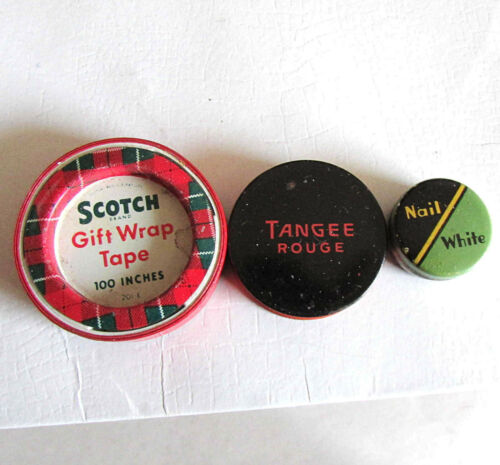 SCOTCH
BRAND
Gift Wrap
Tape
100 INCHES
TANGEE
ROUGE
Nail
White